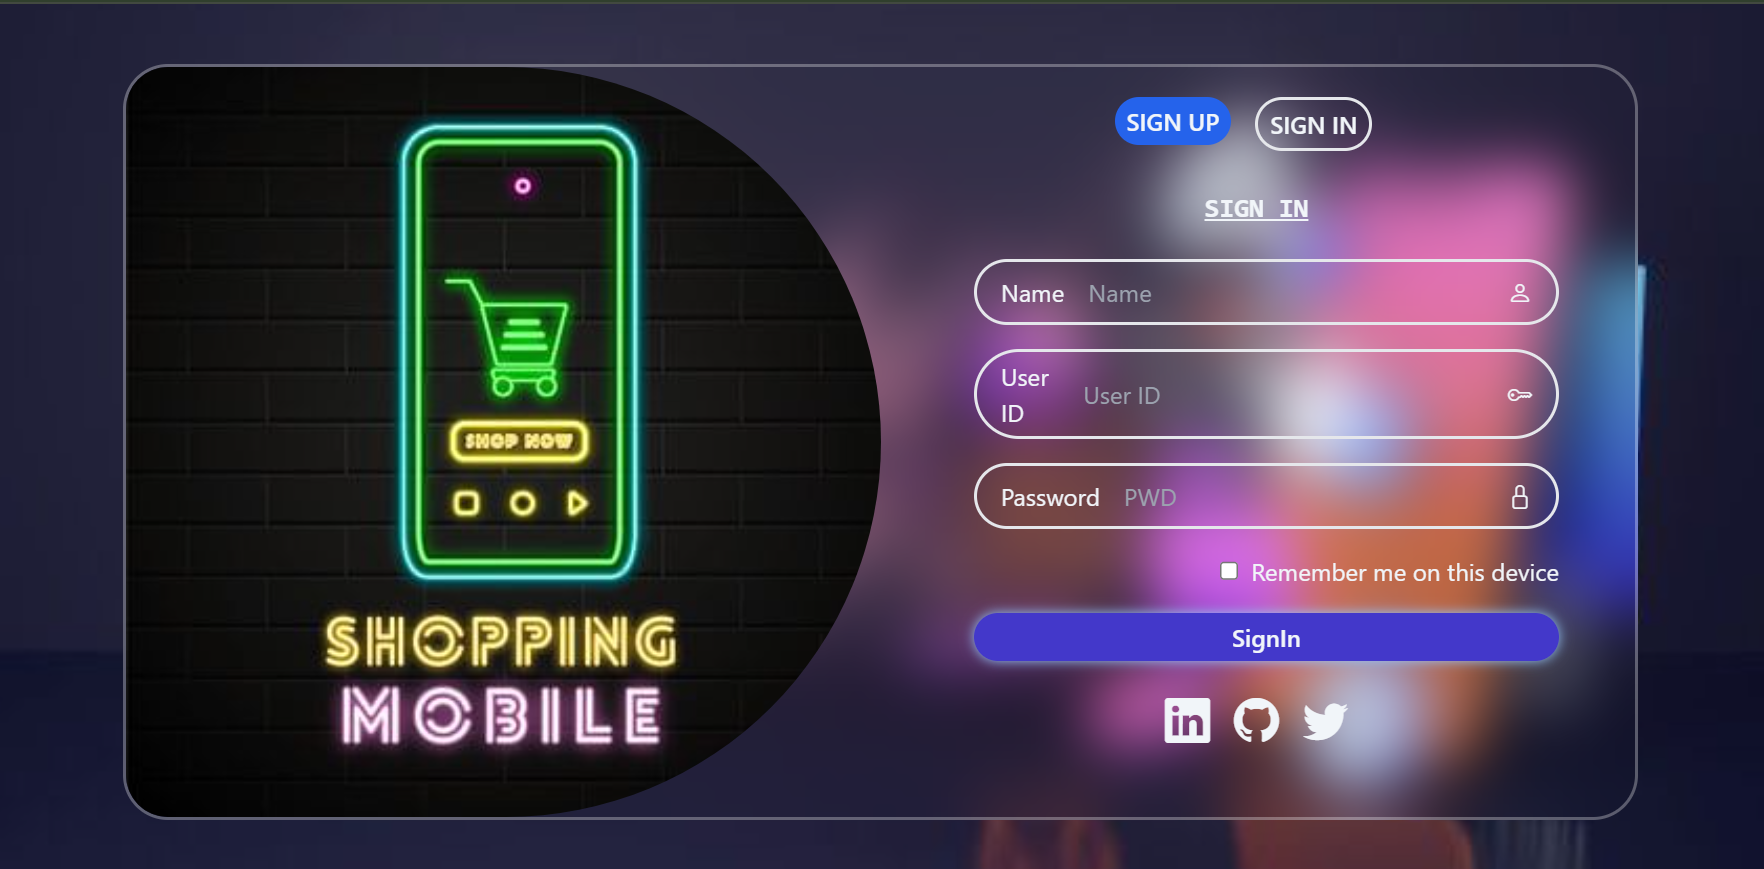 SHOP NOW
SHOPPING
MOBILE
SIGN UP
SIGN IN
SIGN IN
Name Name
User
ID
User ID
Password PWD
Remember me on this device
SignIn
in